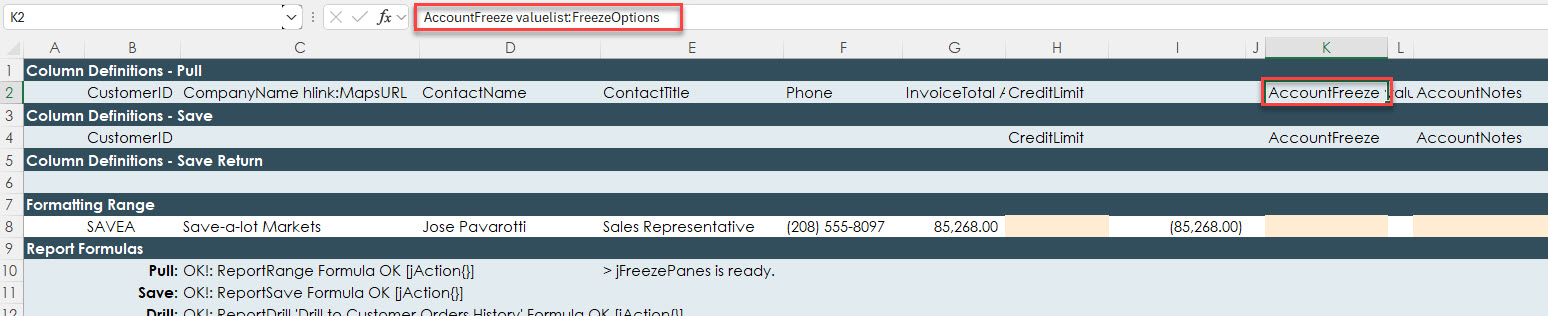 K2 fx AccountFreeze valuelist:FreezeOptions
A B C D E F G H I J K L M
1 Column Definitions - Pull
2 CustomerID CompanyName hlink:MapsURL ContactName ContactTitle Phone InvoiceTotal CreditLimit AccountFreeze valu AccountNotes
3 Column Definitions - Save
4 CustomerID CreditLimit AccountFreeze AccountNotes
5 Column Definitions - Save Return
6
7 Formatting Range
8 SAVEA Save-a-lot Markets Jose Pavarotti Sales Representative (208) 555-8097 85,268.00 (85,268.00)
9 Report Formulas
10 Pull: OK!: ReportRange Formula OK [jAction{}] > jFreezePanes is ready.
11 Save: OK!: ReportSave Formula OK [jAction{}]
12 Drill: OK!: ReportDrill 'Drill to Customer Orders History' Formula OK [jAction{}]